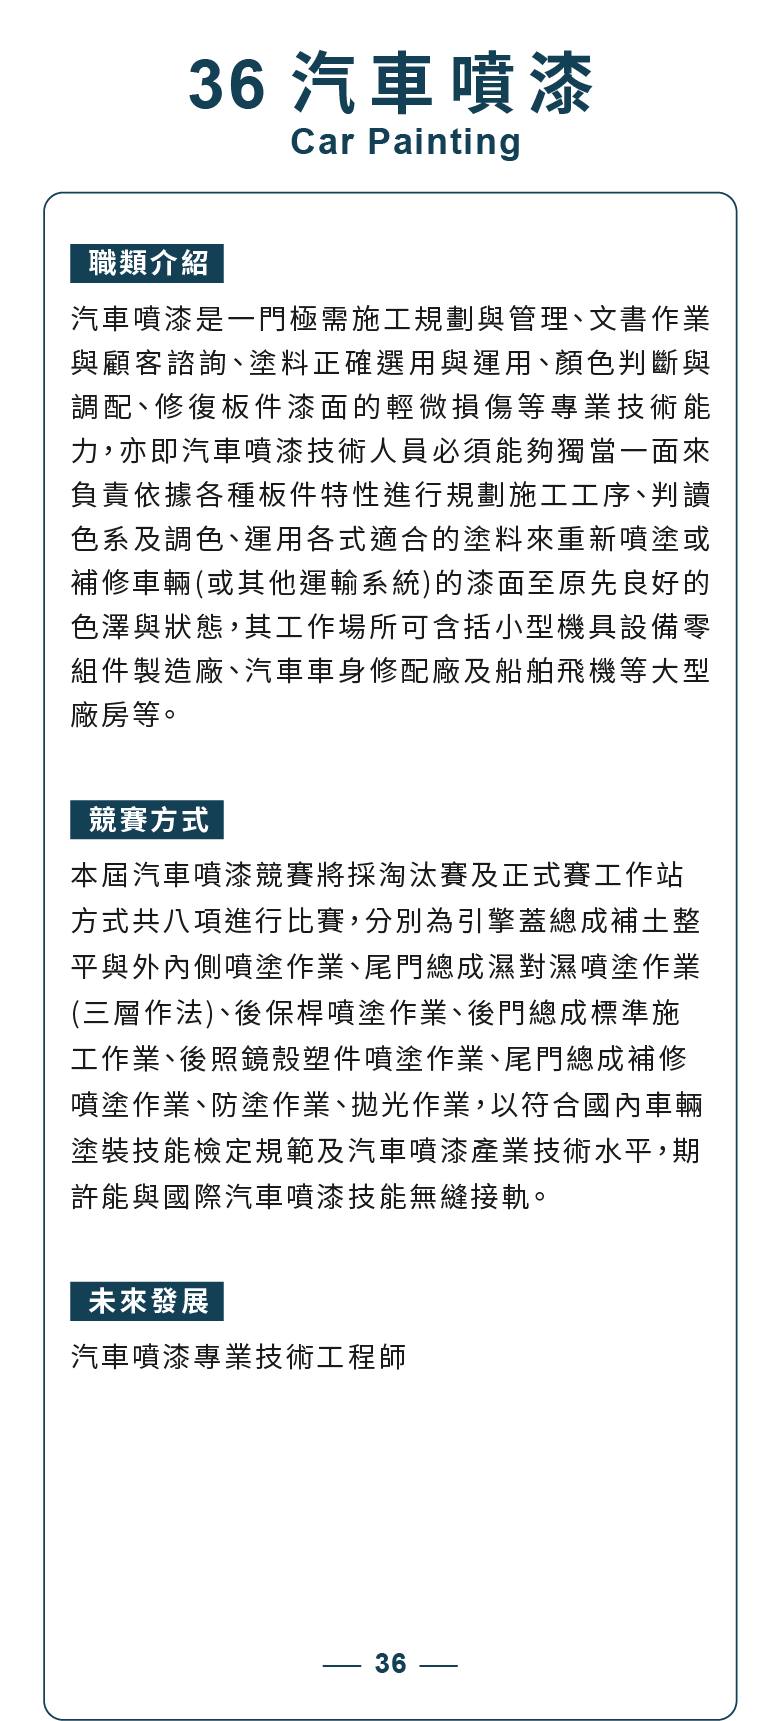 36 汽車噴漆
Car Painting
職類介紹
汽車噴漆是一門極需施工規劃與管理、文書作業
與顧客諮詢、塗料正確選用與運用、顏色判斷與
調配、修復板件漆面的輕微損傷等專業技術能
力，亦即汽車噴漆技術人員必須能夠獨當一面來
負責依據各種板件特性進行規劃施工工序、判讀
色系及調色、運用各式適合的塗料來重新噴塗或
補修車輛(或其他運輸系統)的漆面至原先良好的
色澤與狀態，其工作場所可含括小型機具設備零
組件製造廠、汽車車身修配廠及船舶飛機等大型
廠房等。
競賽方式
本屆汽車噴漆競賽將採淘汰賽及正式賽工作站
方式共八項進行比賽，分別為引擎蓋總成補土整
平與外內側噴塗作業、尾門總成濕對濕噴塗作業
(三層作法)、後保桿噴塗作業、後門總成標準施
工作業、後照鏡殼塑件噴塗作業、尾門總成補修
噴塗作業、防塗作業、拋光作業，以符合國內車輛
塗裝技能檢定規範及汽車噴漆產業技術水平，期
許能與國際汽車噴漆技能無縫接軌。
未來發展
汽車噴漆專業技術工程師
36